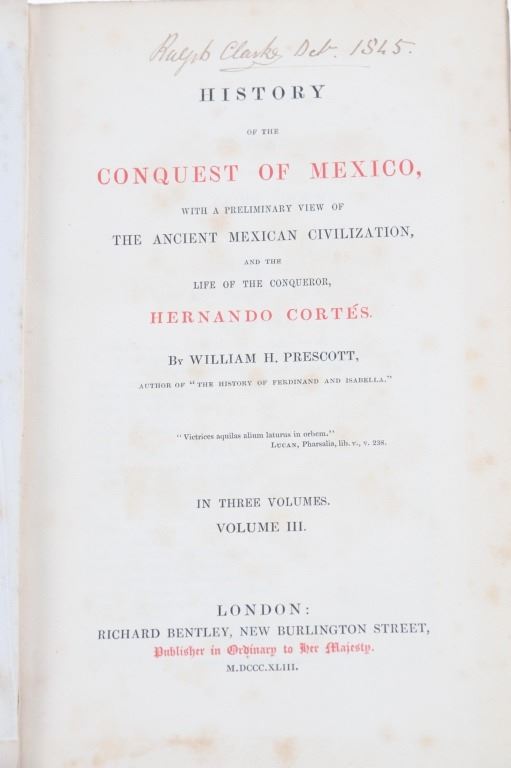 Ralph Clarke Oct. 1845.
HISTORY
OF THE
CONQUEST OF MEXICO,
WITH A PRELIMINARY VIEW OF
THE ANCIENT MEXICAN CIVILIZATION,
AND THE
LIFE OF THE CONQUEROR,
HERNANDO CORTÉS.
By WILLIAM H. PRESCOTT,
AUTHOR OF "THE HISTORY OF FERDINAND AND ISABELLA."
"Victrices aquilas alium laturus in orbem."
LUCAN, Pharsalia, lib. v., v. 238.
IN THREE VOLUMES.
VOLUME III.
LONDON:
RICHARD BENTLEY, NEW BURLINGTON STREET,
Publisher in Ordinary to Her Majesty.
M.DCCC.XLIII.